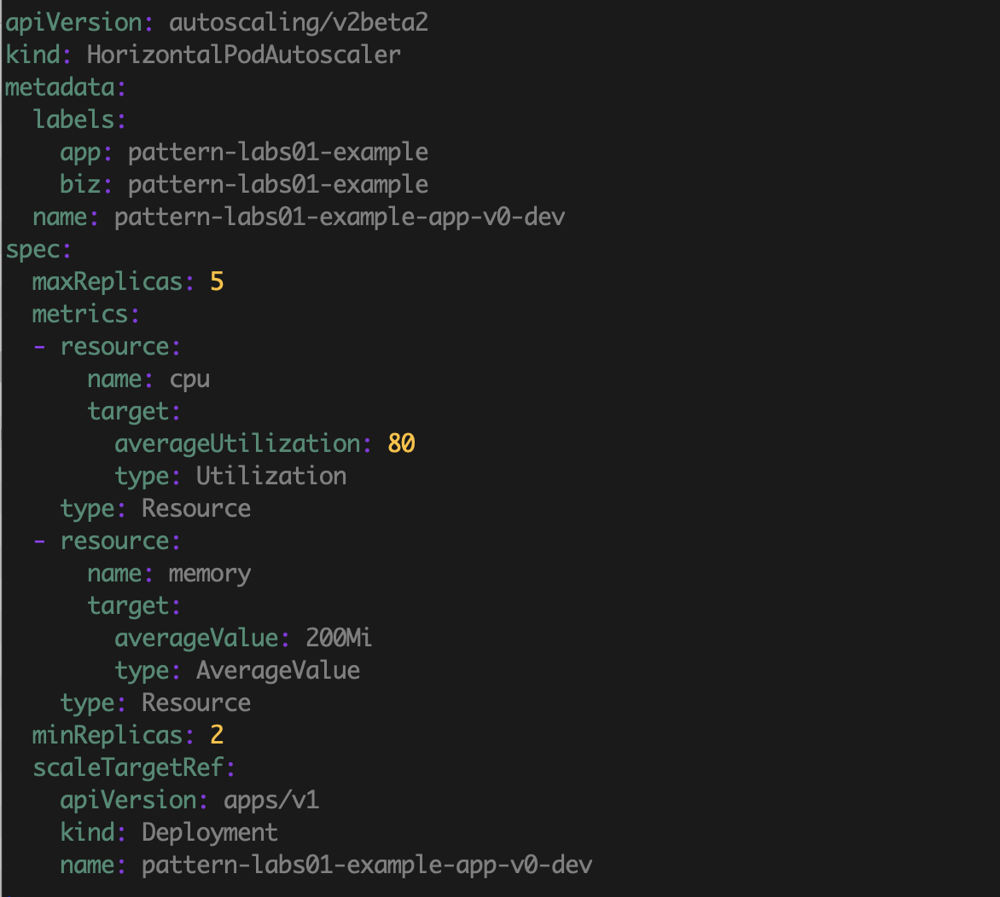 apiVersion: autoscaling/v2beta2
kind: HorizontalPodAutoscaler
metadata:
  labels:
    app: pattern-labs01-example
    biz: pattern-labs01-example
  name: pattern-labs01-example-app-v0-dev
spec:
  maxReplicas: 5
  metrics:
  - resource:
      name: cpu
      target:
        averageUtilization: 80
        type: Utilization
    type: Resource
  - resource:
      name: memory
      target:
        averageValue: 200Mi
        type: AverageValue
    type: Resource
  minReplicas: 2
  scaleTargetRef:
    apiVersion: apps/v1
    kind: Deployment
    name: pattern-labs01-example-app-v0-dev